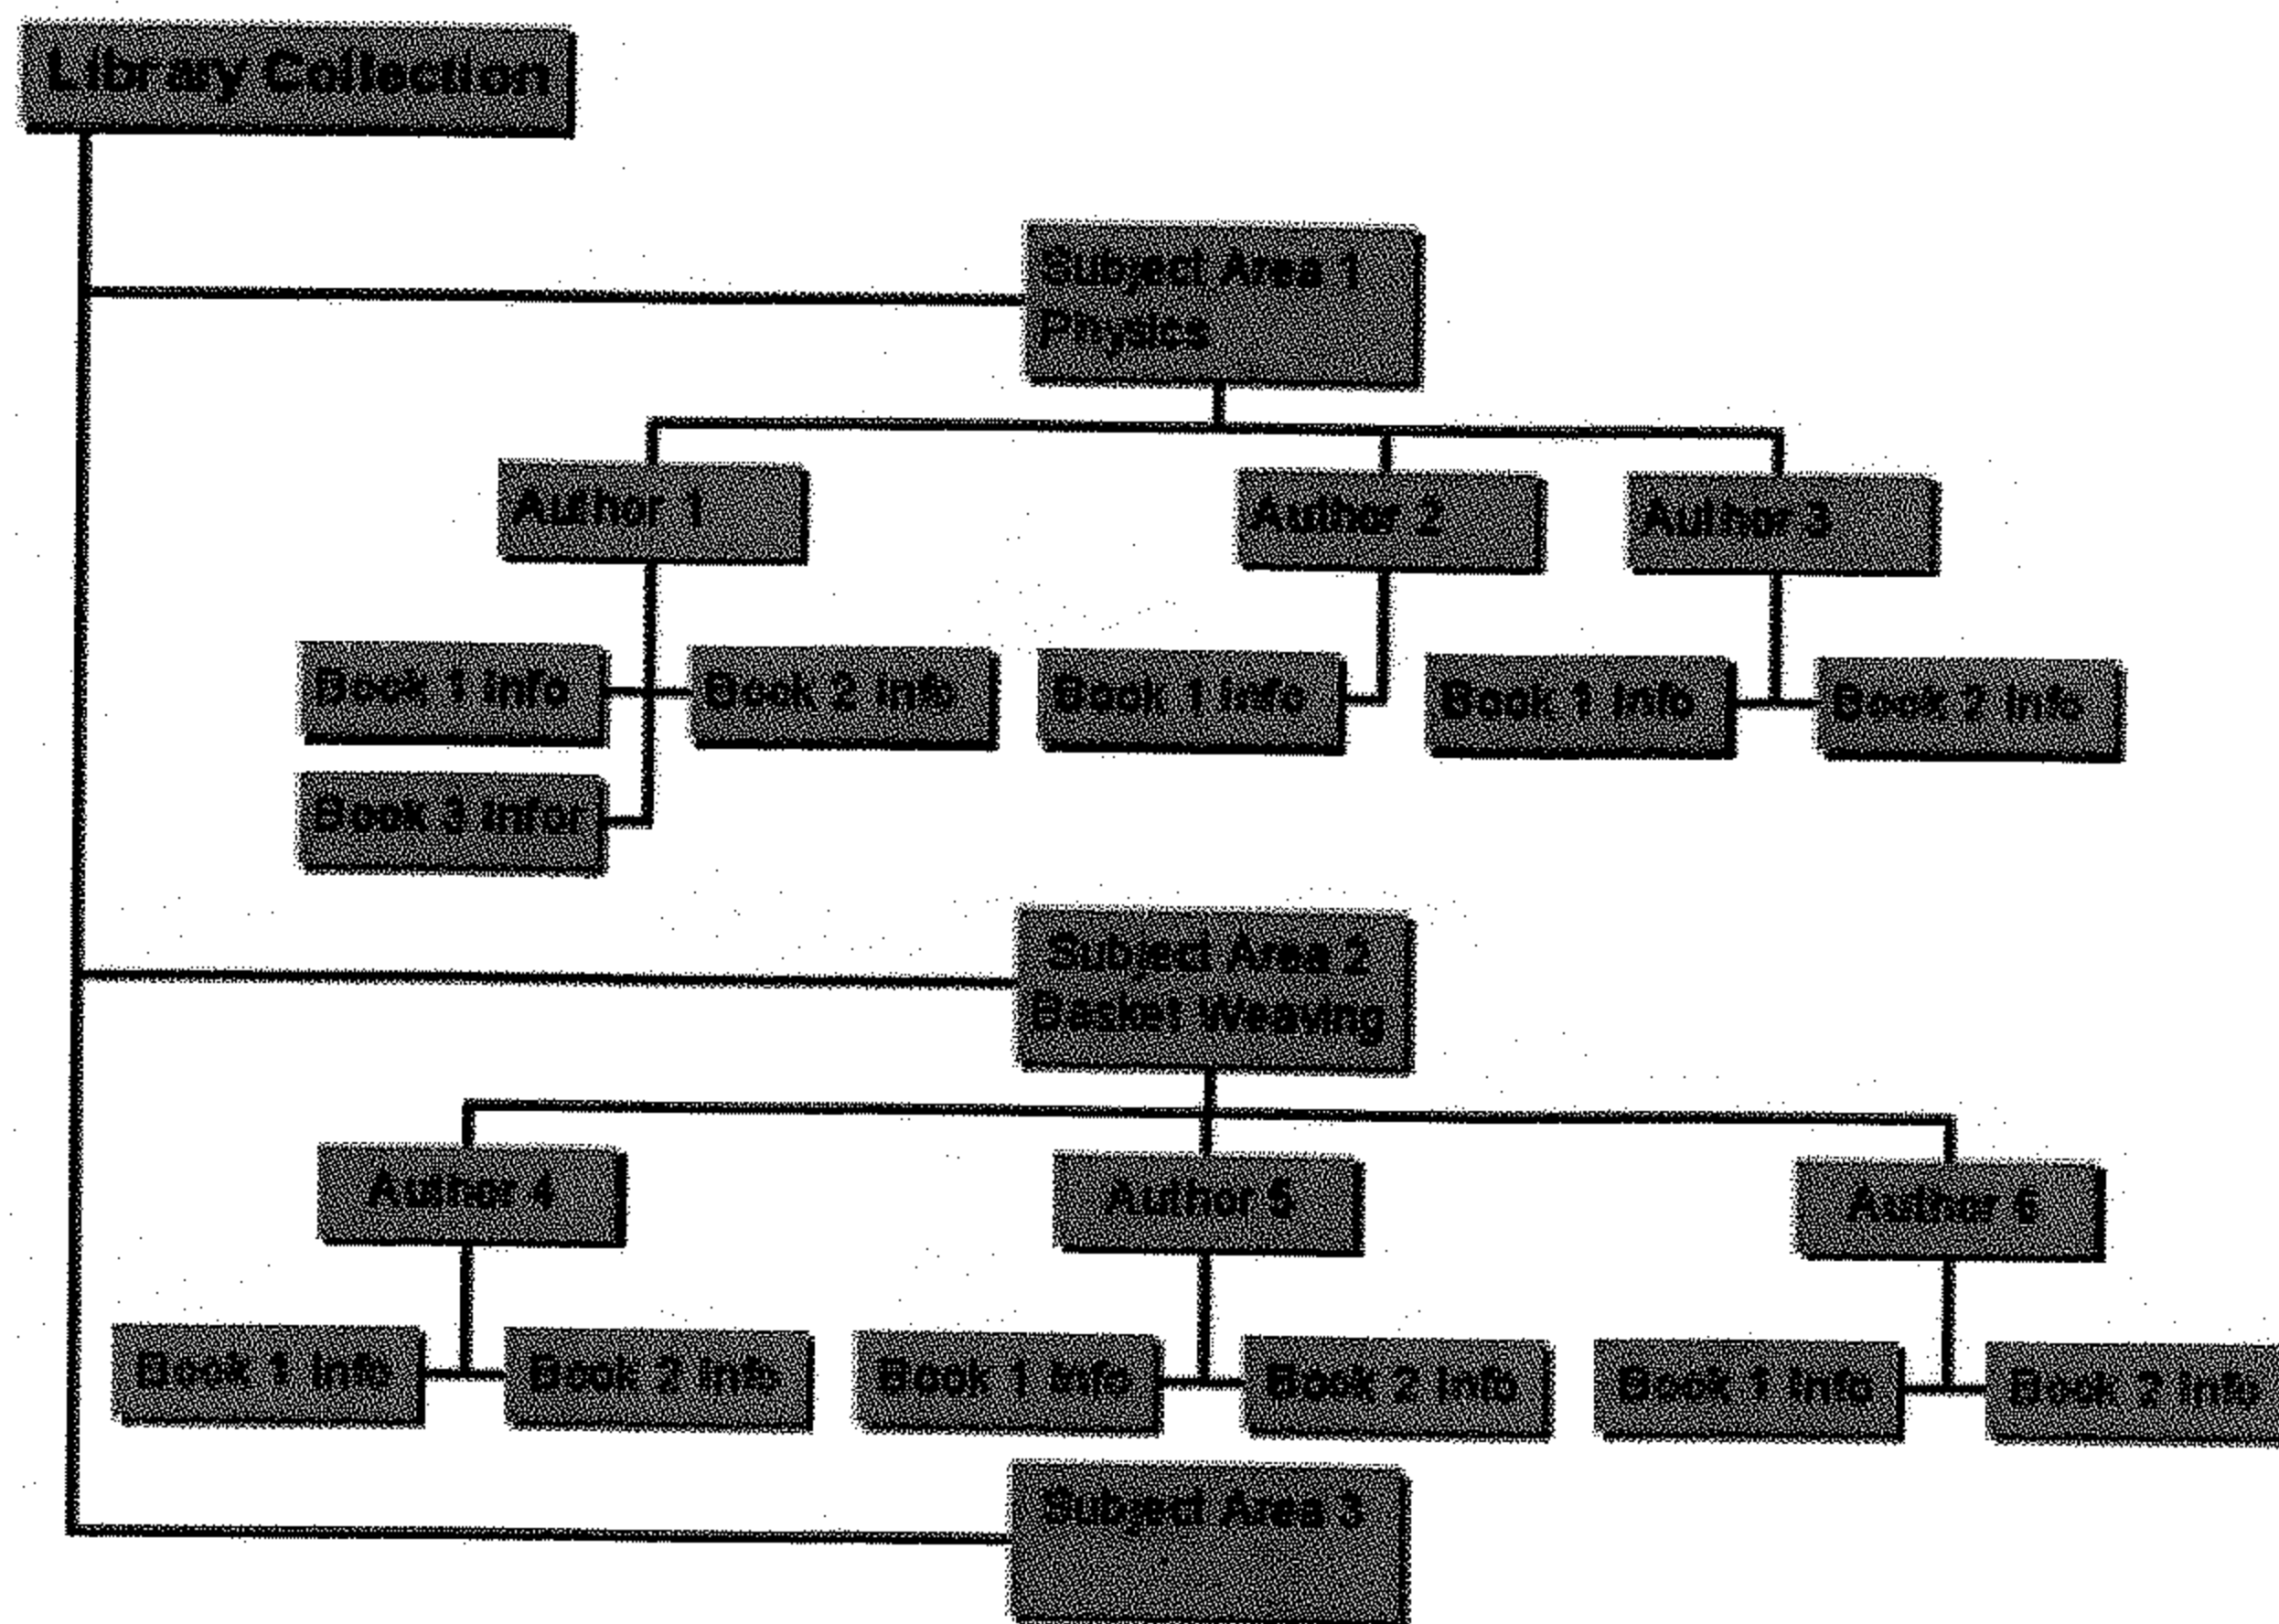 Library Collection
Subject Area 1
Physics
Author 1
Author 2
Author 3
Book 1 info
Book 2 info
Book 1 info
Book 1 info
Book 2 info
Book 3 infor
Subject Area 2
Basket Weaving
Author 4
Author 5
Author 6
Book 1 info
Book 2 info
Book 1 info
Book 2 info
Book 1 info
Book 2 info
Subject Area 3